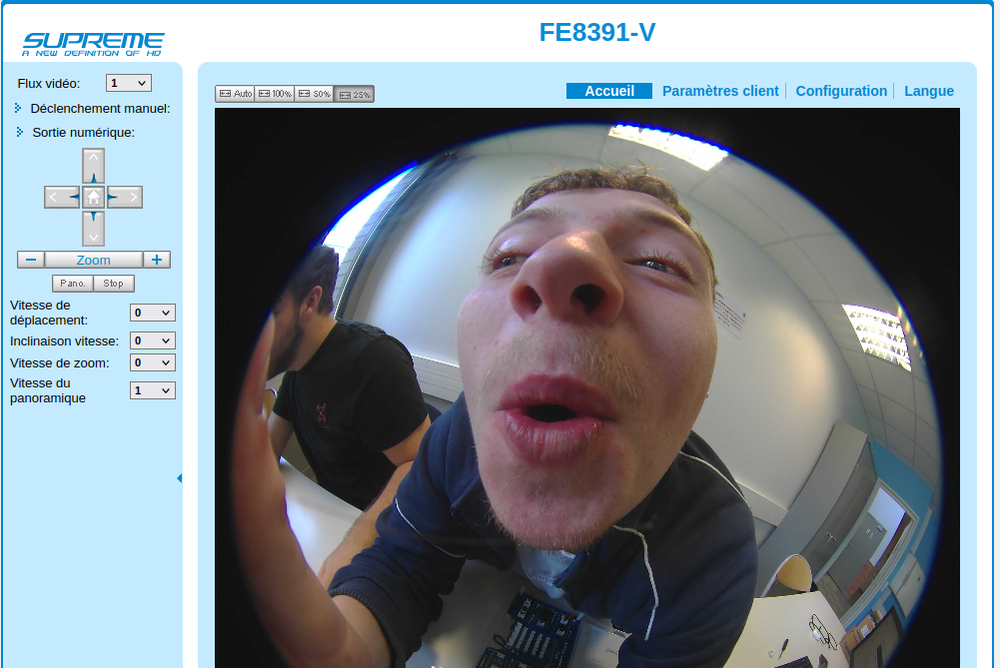 SUPREME
A NEW DEFINITION OF HD
FE8391-V
Flux vidéo: 1
Déclenchement manuel:
Sortie numérique:
Zoom
Pano. Stop
Vitesse de
déplacement: 0
Inclinaison vitesse: 0
Vitesse de zoom: 0
Vitesse du
panoramique 1
Auto 100% 50% 25%
Accueil Paramètres client Configuration Langue